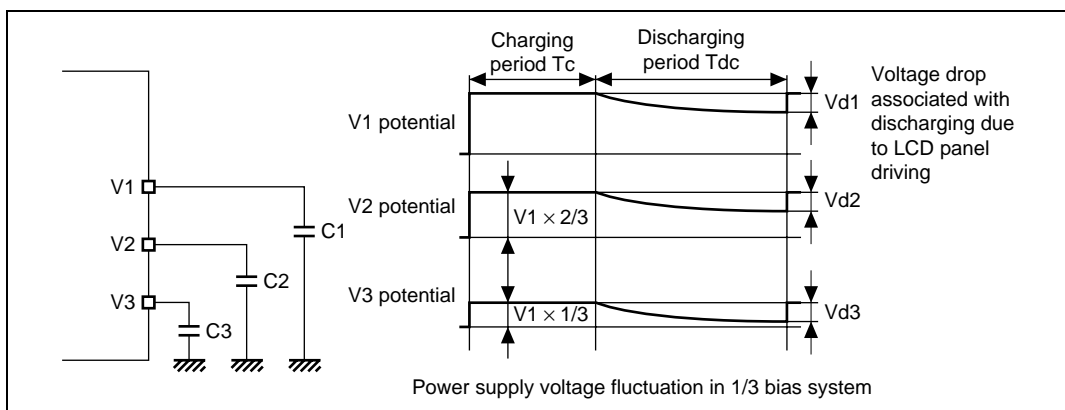 Charging
period Tc
Discharging
period Tdc
Voltage drop
associated with
discharging due
to LCD panel
driving
V1 potential
Vd1
V2 potential
V1 × 2/3
Vd2
V3 potential
V1 × 1/3
Vd3
V1
V2
V3
C1
C2
C3
Power supply voltage fluctuation in 1/3 bias system